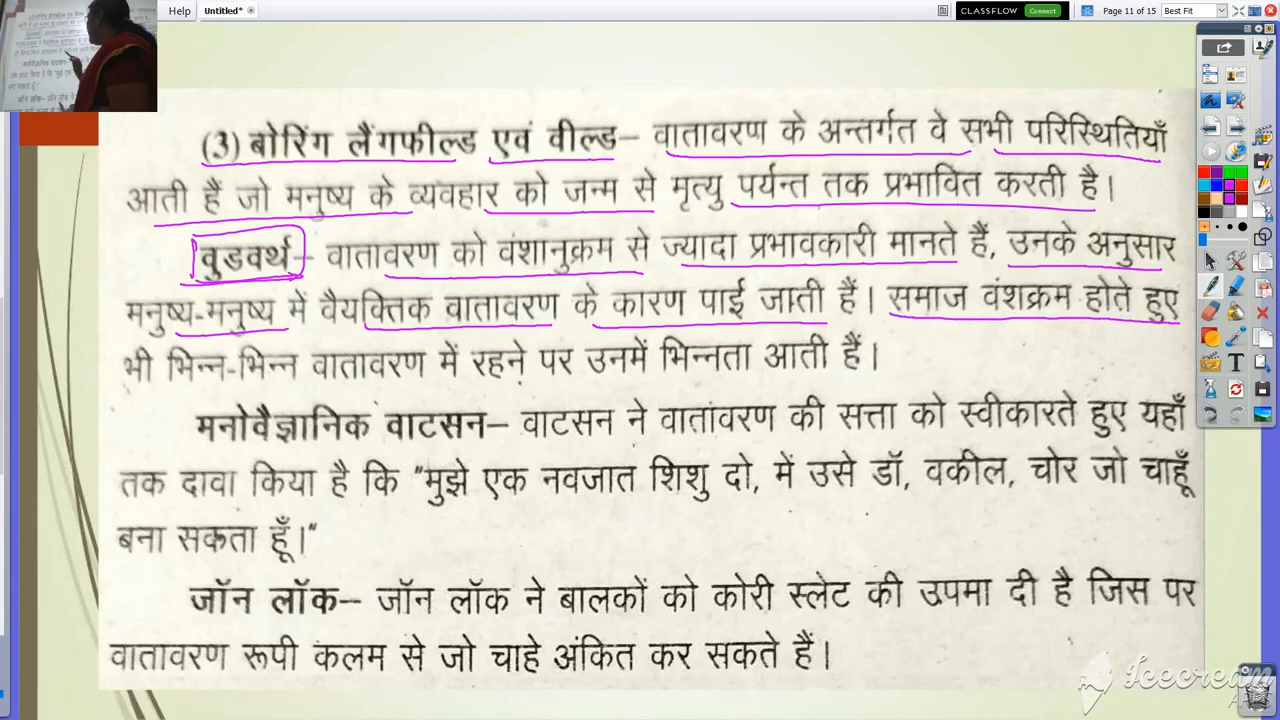 Help Untitled* CLASSFLOW Connect Page 11 of 15 Best Fit
(3) बोरिंग लैंगफील्ड एवं वील्ड– वातावरण के अन्तर्गत वे सभी परिस्थितियाँ
आती हैं जो मनुष्य के व्यवहार को जन्म से मृत्यु पर्यन्त तक प्रभावित करती है।
वुडवर्थ– वातावरण को वंशानुक्रम से ज्यादा प्रभावकारी मानते हैं, उनके अनुसार
मनुष्य-मनुष्य में वैयक्तिक वातावरण के कारण पाई जाती हैं। समाज वंशक्रम होते हुए
भी भिन्न-भिन्न वातावरण में रहने पर उनमें भिन्नता आती हैं।
मनोवैज्ञानिक वाटसन– वाटसन ने वातावरण की सत्ता को स्वीकारते हुए यहाँ
तक दावा किया है कि "मुझे एक नवजात शिशु दो, में उसे डॉ, वकील, चोर जो चाहूँ
बना सकता हूँ।"
जॉन लॉक– जॉन लॉक ने बालकों को कोरी स्लेट की उपमा दी है जिस पर
वातावरण रूपी कलम से जो चाहे अंकित कर सकते हैं।
Icecream
APPS